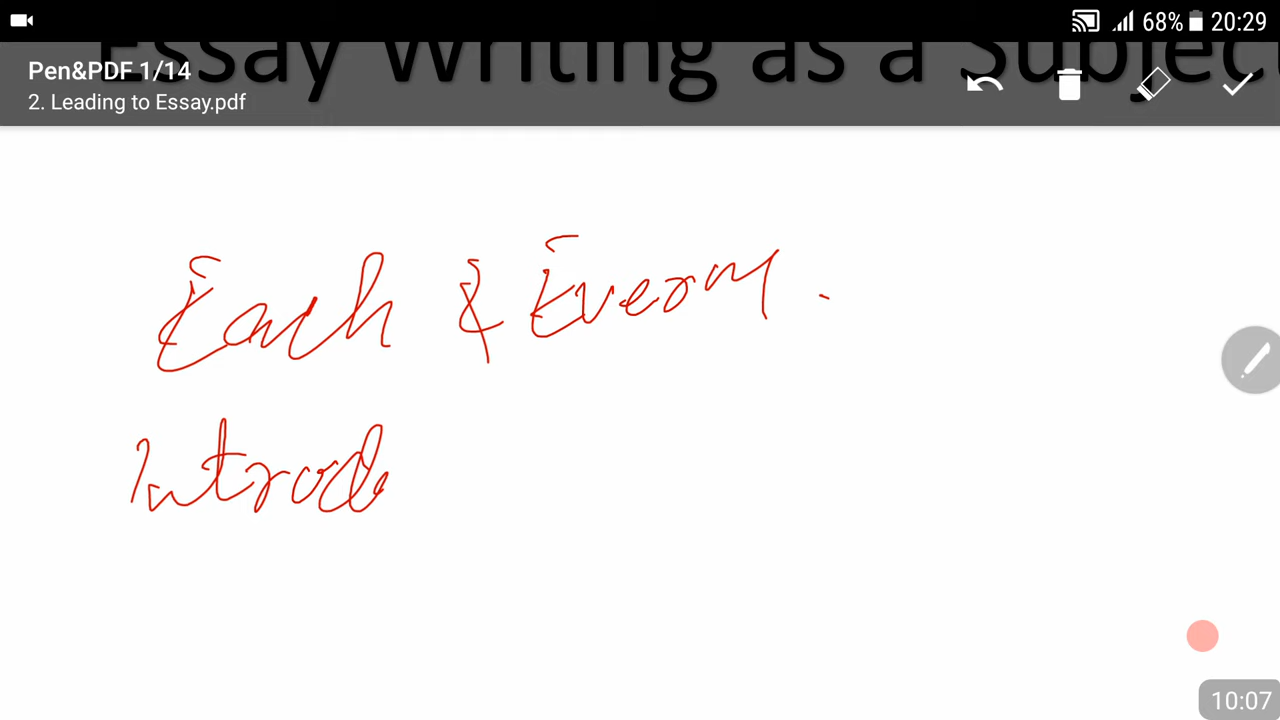 68% 20:29
Essay Writing as a Subject
Pen&PDF 1/14
2. Leading to Essay.pdf
Each & Every .
Introd
10:07